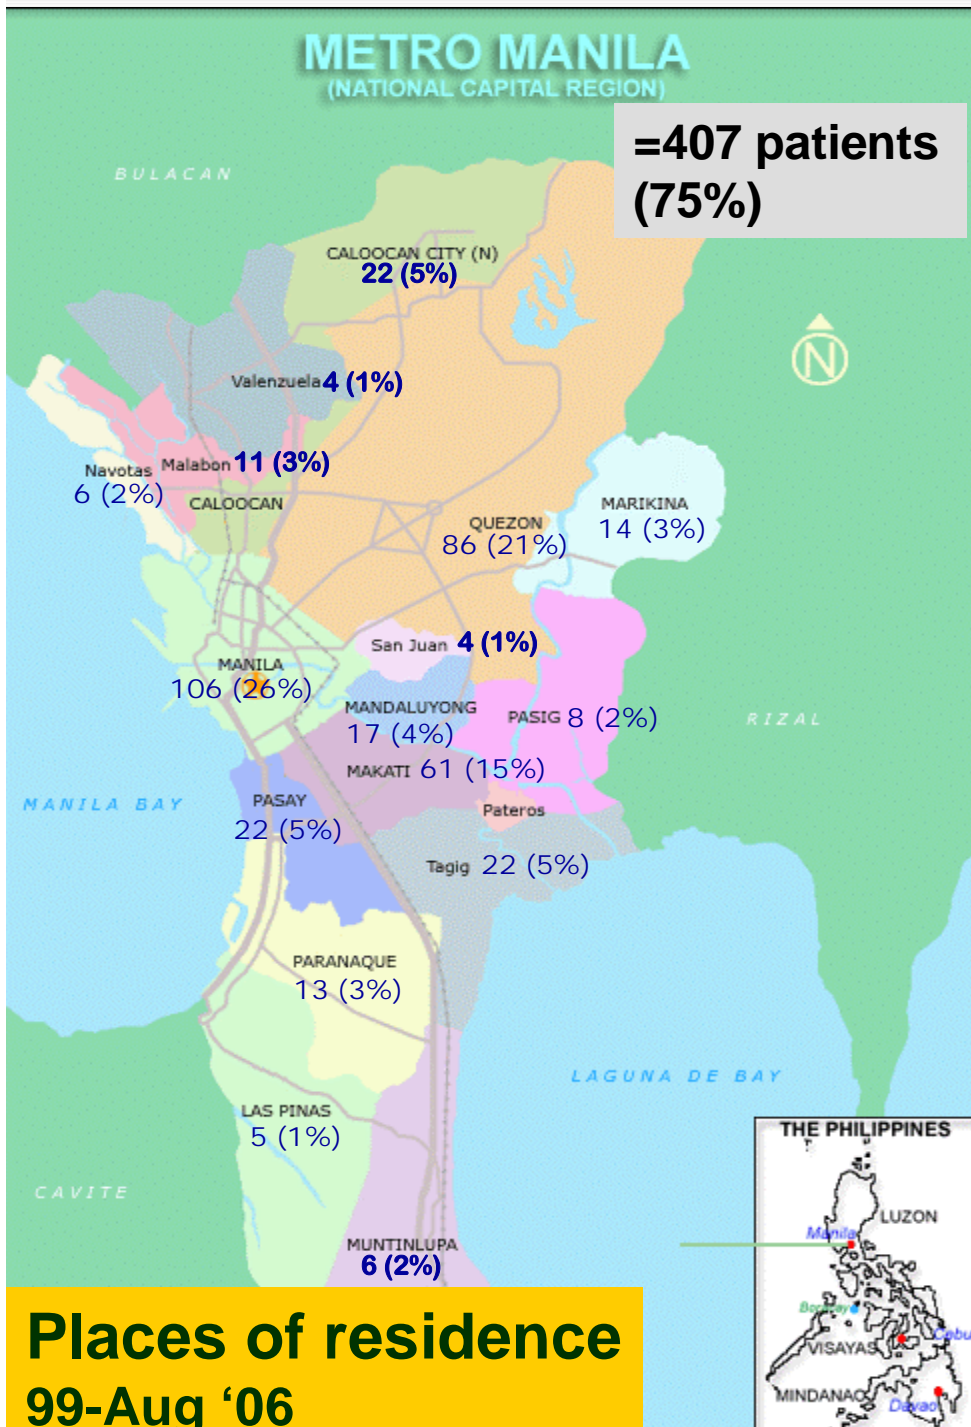 METRO MANILA
(NATIONAL CAPITAL REGION)
=407 patients
(75%)
BULACAN
CALOOCAN CITY (N)
22 (5%)
N
Valenzuela 4 (1%)
Navotas
6 (2%)
Malabon 11 (3%)
CALOOCAN
QUEZON
86 (21%)
MARIKINA
14 (3%)
San Juan 4 (1%)
MANILA
106 (26%)
MANDALUYONG
17 (4%)
PASIG 8 (2%)
RIZAL
MAKATI 61 (15%)
MANILA BAY
PASAY
22 (5%)
Pateros
Tagig 22 (5%)
PARANAQUE
13 (3%)
LAGUNA DE BAY
LAS PINAS
5 (1%)
CAVITE
MUNTINLUPA
6 (2%)
THE PHILIPPINES
LUZON
Manila
Boracay
Cebu
VISAYAS
MINDANAO
Davao
Places of residence
99-Aug ‘06